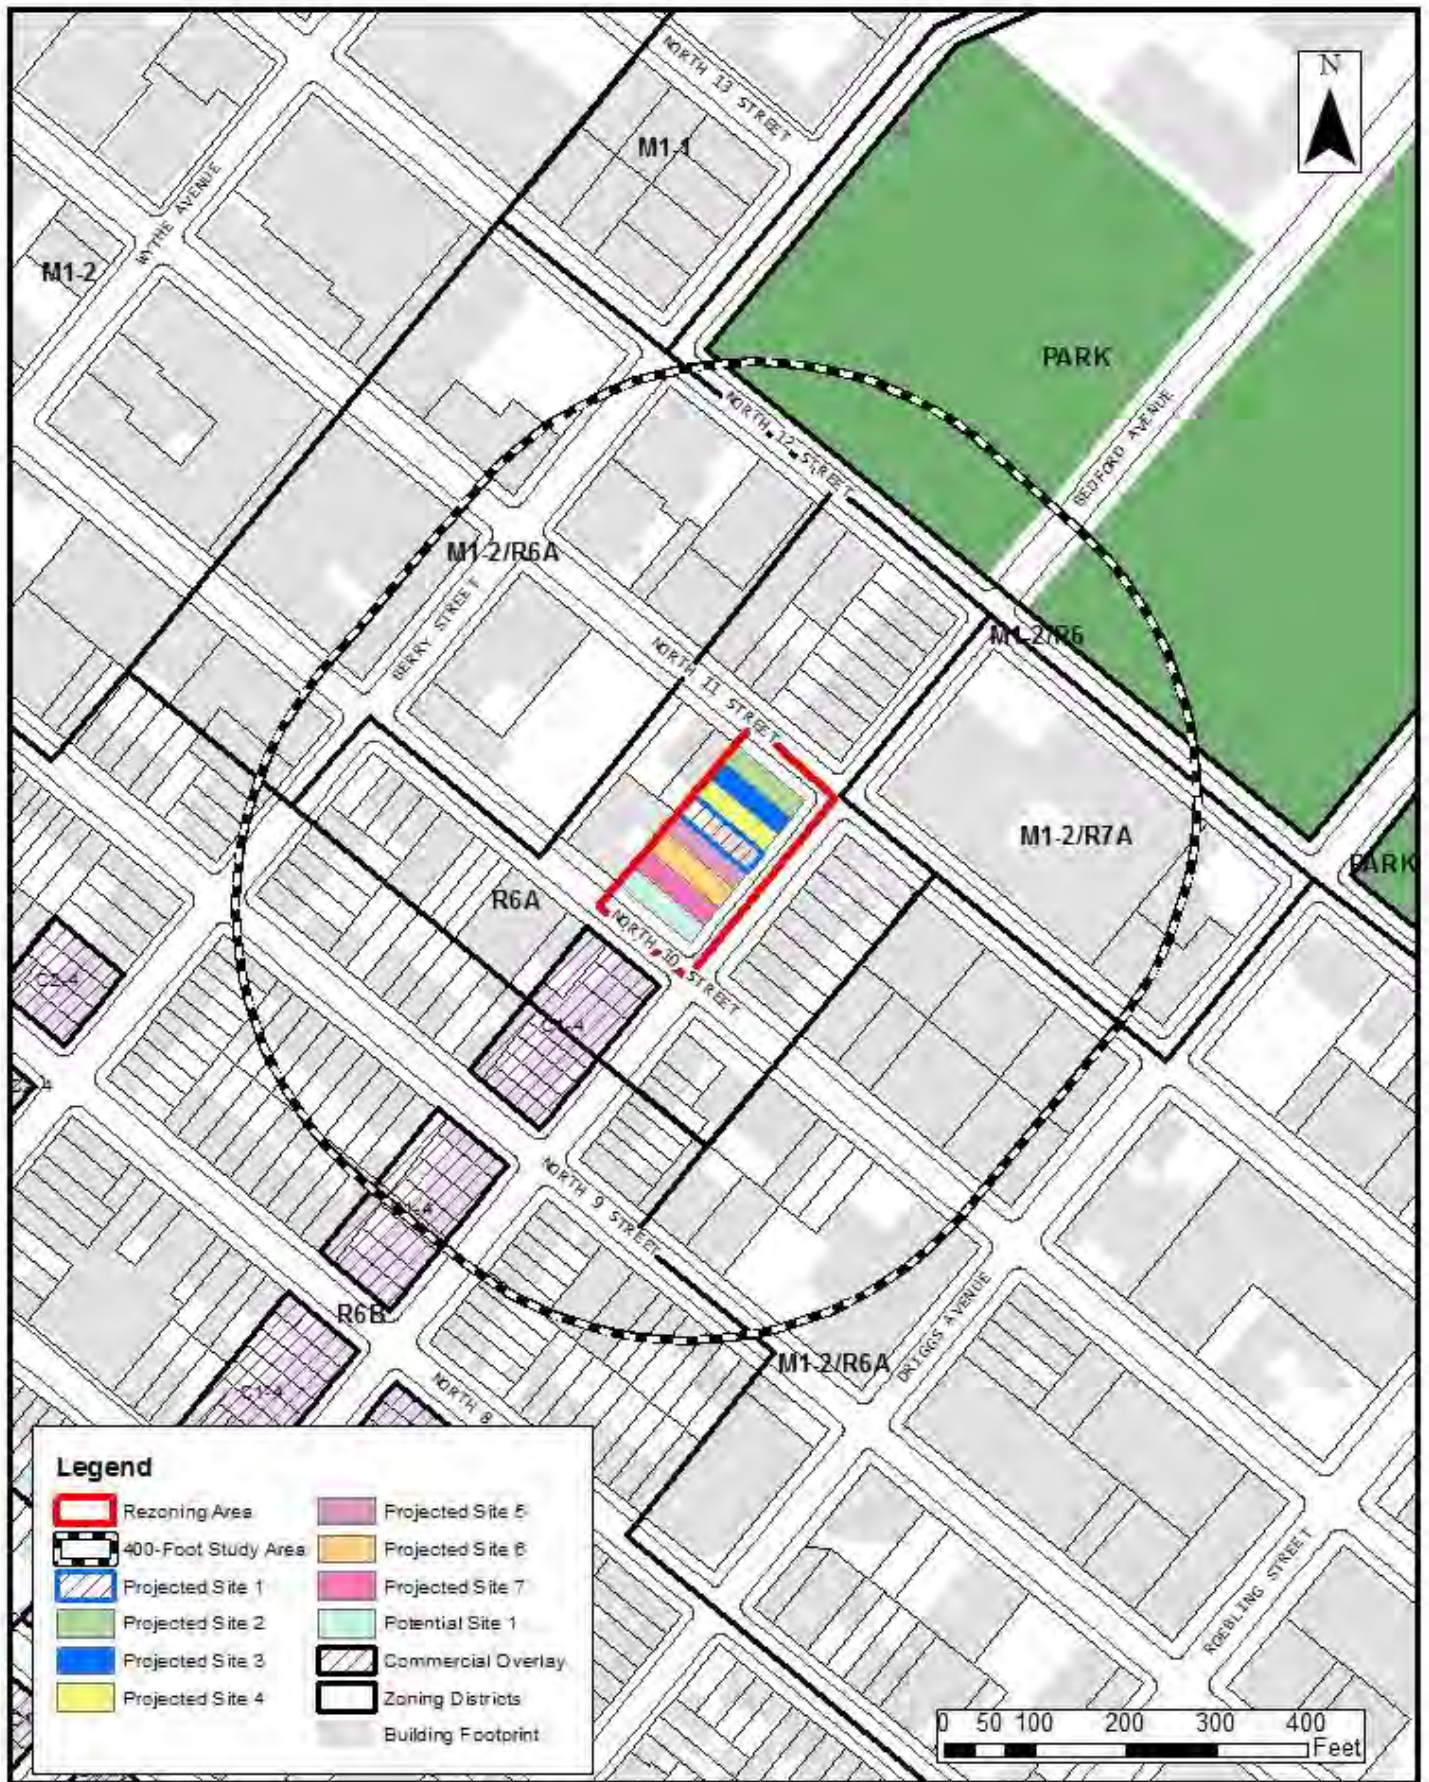 N
NORTH 13 STREET
M1-1
WYTHE AVENUE
M1-2
PARK
NORTH 12 STREET
BEDFORD AVENUE
M1-2/R6A
BERRY STREET
M1-2/R6
NORTH 11 STREET
M1-2/R7A
PARK
R6A
NORTH 10 STREET
C2-4
NORTH 9 STREET
R6B
M1-2/R6A
DRIGGS AVENUE
C1-4
NORTH 8
ROEBLING STREET
Legend
Rezoning Area
400-Foot Study Area
Projected Site 1
Projected Site 2
Projected Site 3
Projected Site 4
Projected Site 5
Projected Site 6
Projected Site 7
Potential Site 1
Commercial Overlay
Zoning Districts
Building Footprint
0 50 100 200 300 400
Feet